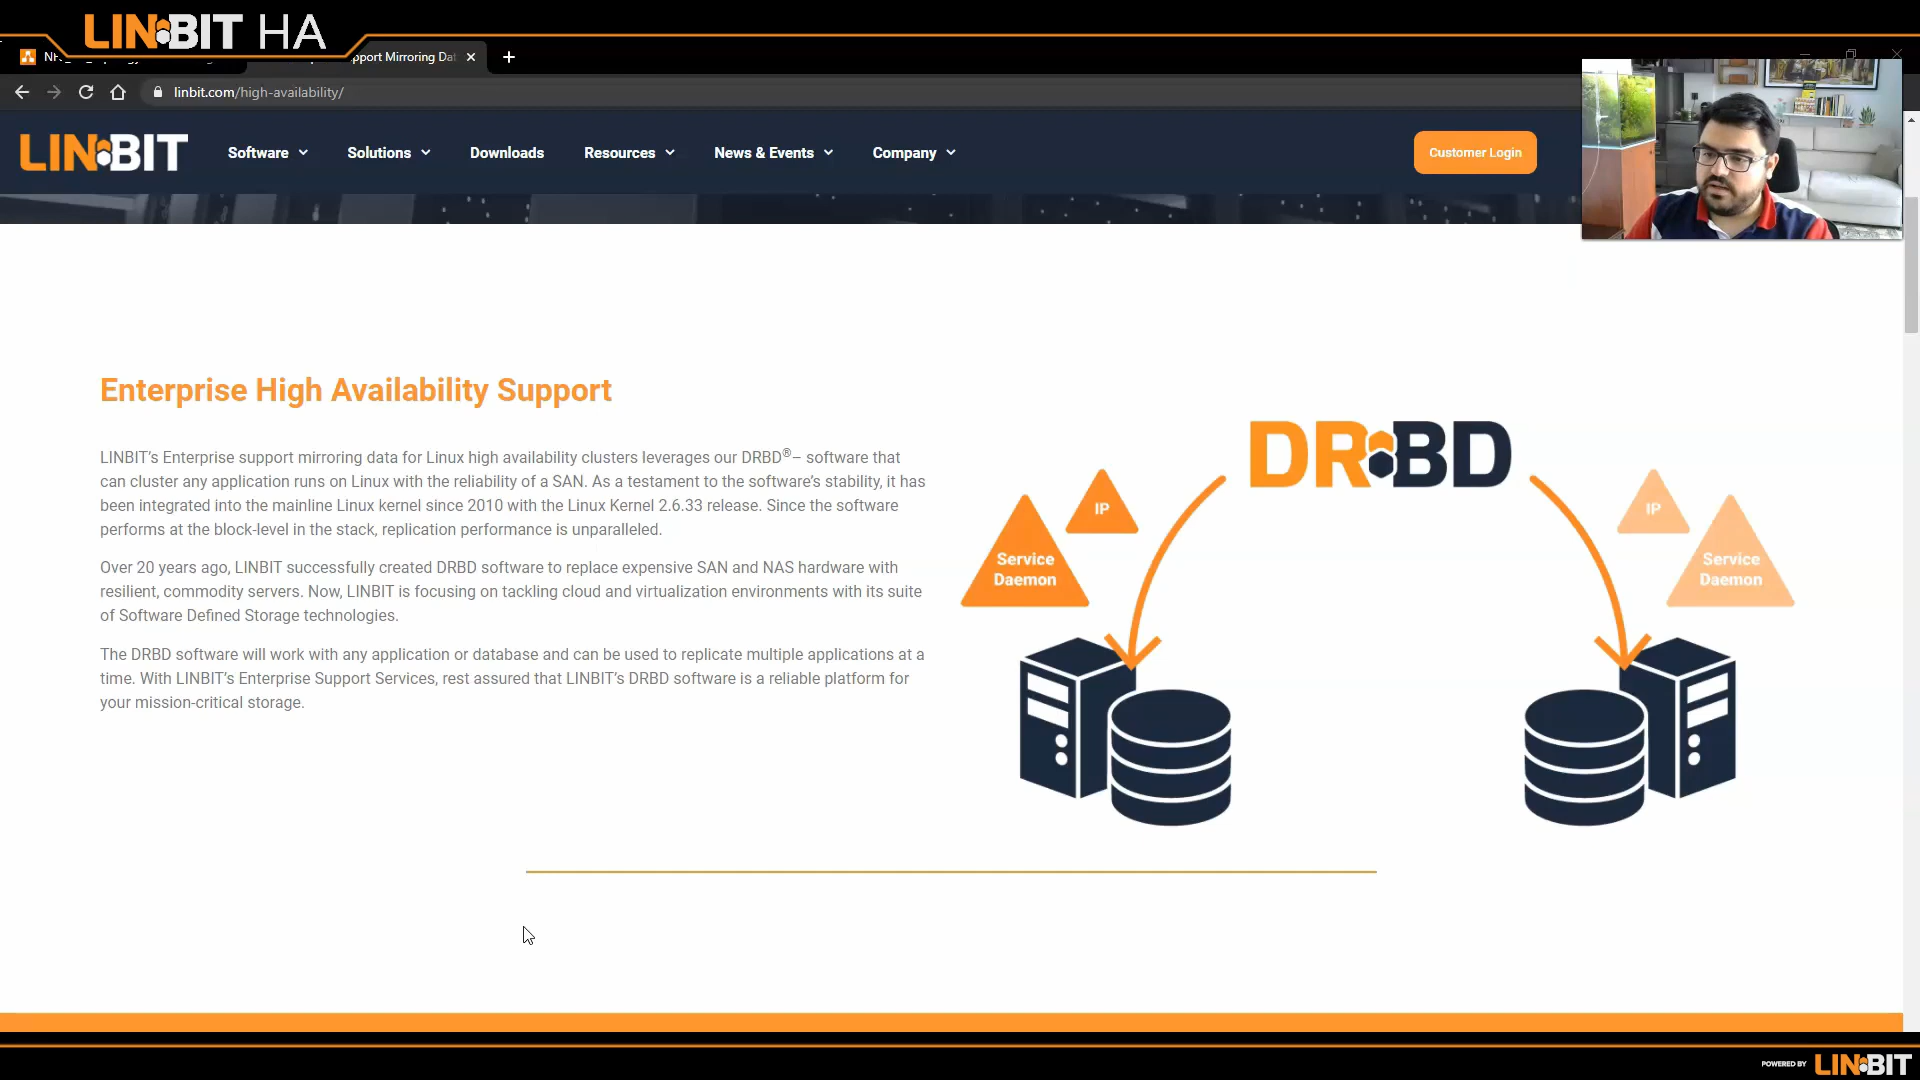 LINBIT HA
pport Mirroring Dat
linbit.com/high-availability/
LINBIT
Software
Solutions
Downloads
Resources
News & Events
Company
Customer Login
Enterprise High Availability Support
LINBIT’s Enterprise support mirroring data for Linux high availability clusters leverages our DRBD®– software that
can cluster any application runs on Linux with the reliability of a SAN. As a testament to the software’s stability, it has
been integrated into the mainline Linux kernel since 2010 with the Linux Kernel 2.6.33 release. Since the software
performs at the block-level in the stack, replication performance is unparalleled.
Over 20 years ago, LINBIT successfully created DRBD software to replace expensive SAN and NAS hardware with
resilient, commodity servers. Now, LINBIT is focusing on tackling cloud and virtualization environments with its suite
of Software Defined Storage technologies.
The DRBD software will work with any application or database and can be used to replicate multiple applications at a
time. With LINBIT’s Enterprise Support Services, rest assured that LINBIT’s DRBD software is a reliable platform for
your mission-critical storage.
DRBD
IP
Service
Daemon
IP
Service
Daemon
POWERED BY LINBIT